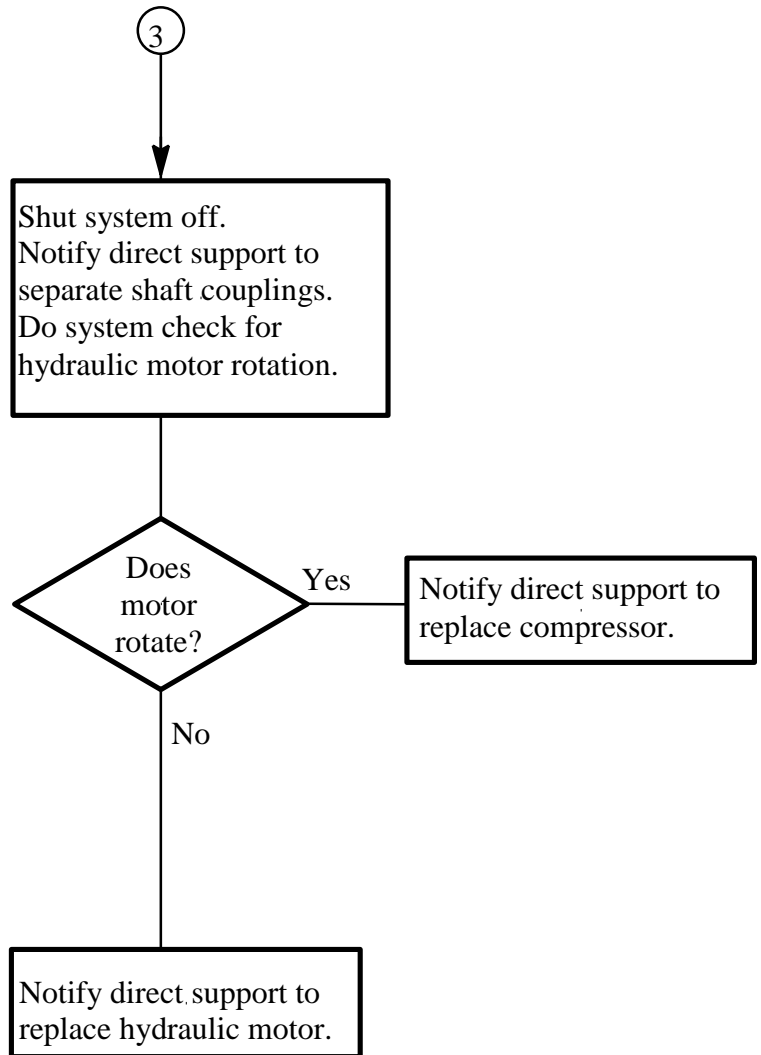 3
Shut system off.
Notify direct support to
separate shaft couplings.
Do system check for
hydraulic motor rotation.
Does
motor
rotate?
Yes
Notify direct support to
replace compressor.
No
Notify direct support to
replace hydraulic motor.